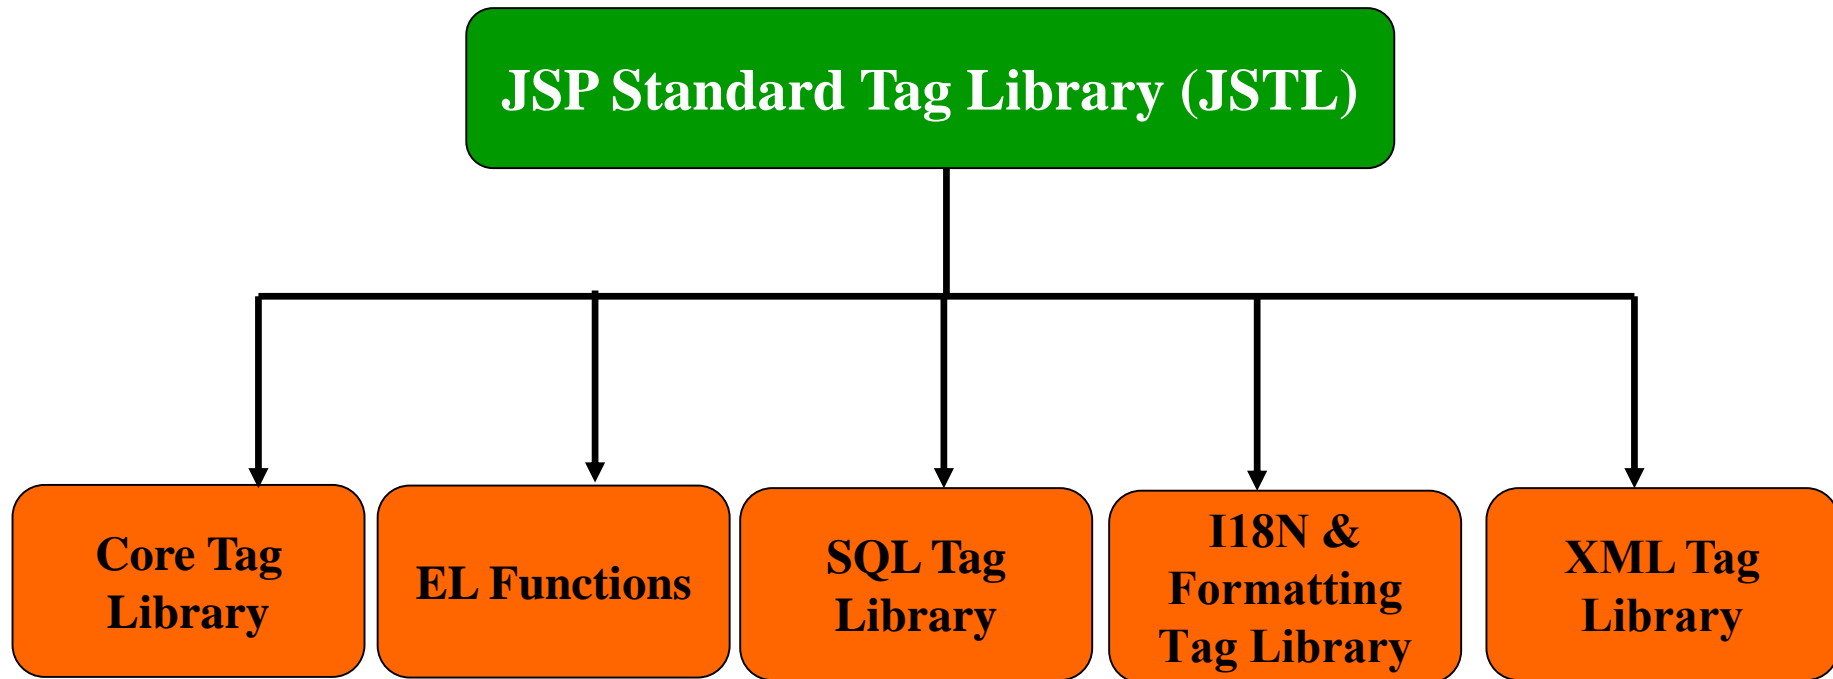 JSP Standard Tag Library (JSTL)
Core Tag
Library
EL Functions
SQL Tag
Library
I18N &
Formatting
Tag Library
XML Tag
Library